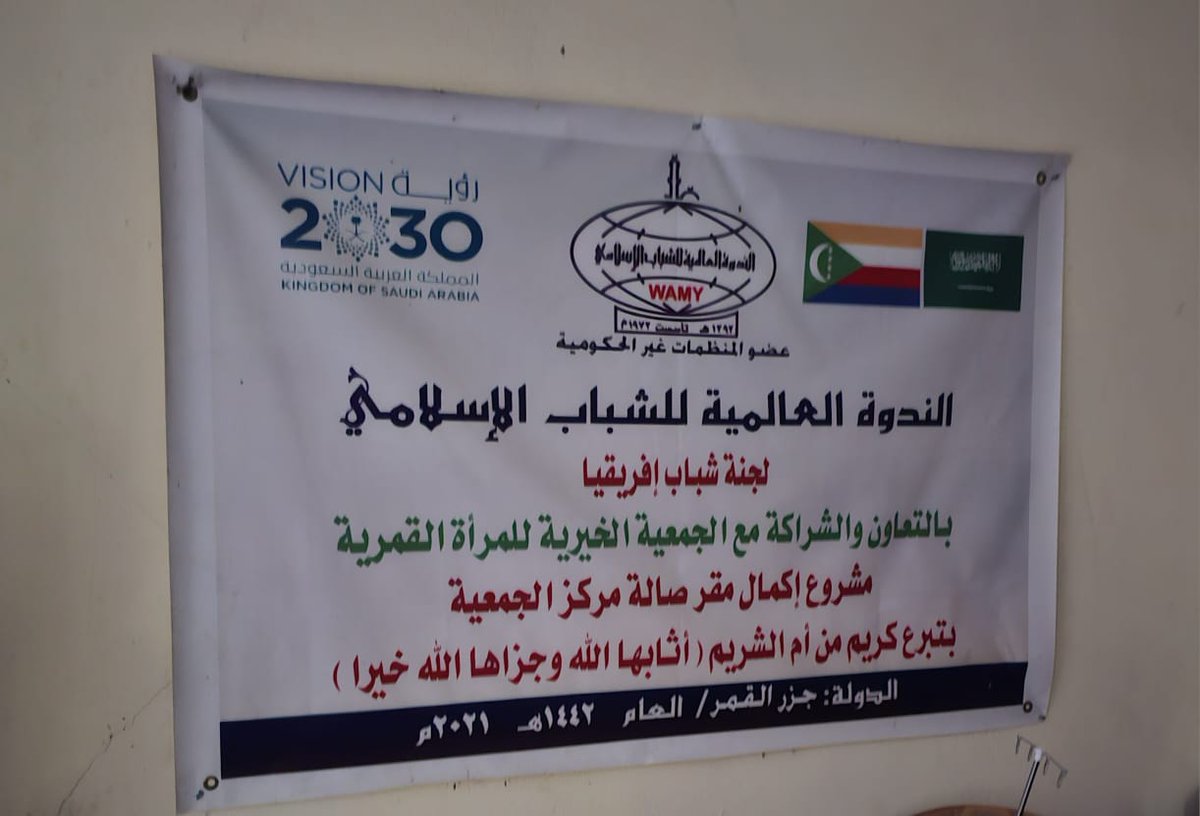 VISION رؤيــة
2030
المملكة العربية السعودية
KINGDOM OF SAUDI ARABIA
الندوة العالمية للشباب الإسلامي
WAMY
١٣٩٢هـ تأسست ١٩٧٢م
عضو المنظمات غير الحكومية
الندوة العالمية للشباب الإسلامي
لجنة شباب إفريقيا
بالتعاون والشراكة مع الجمعية الخيرية للمرأة القمرية
مشروع إكمال مقر صالة مركز الجمعية
بتبرع كريم من أم الشريم ( أثابها الله وجزاها الله خيرا )
الدولة: جزر القمر/ العام ١٤٤٢هـ ٢٠٢١م